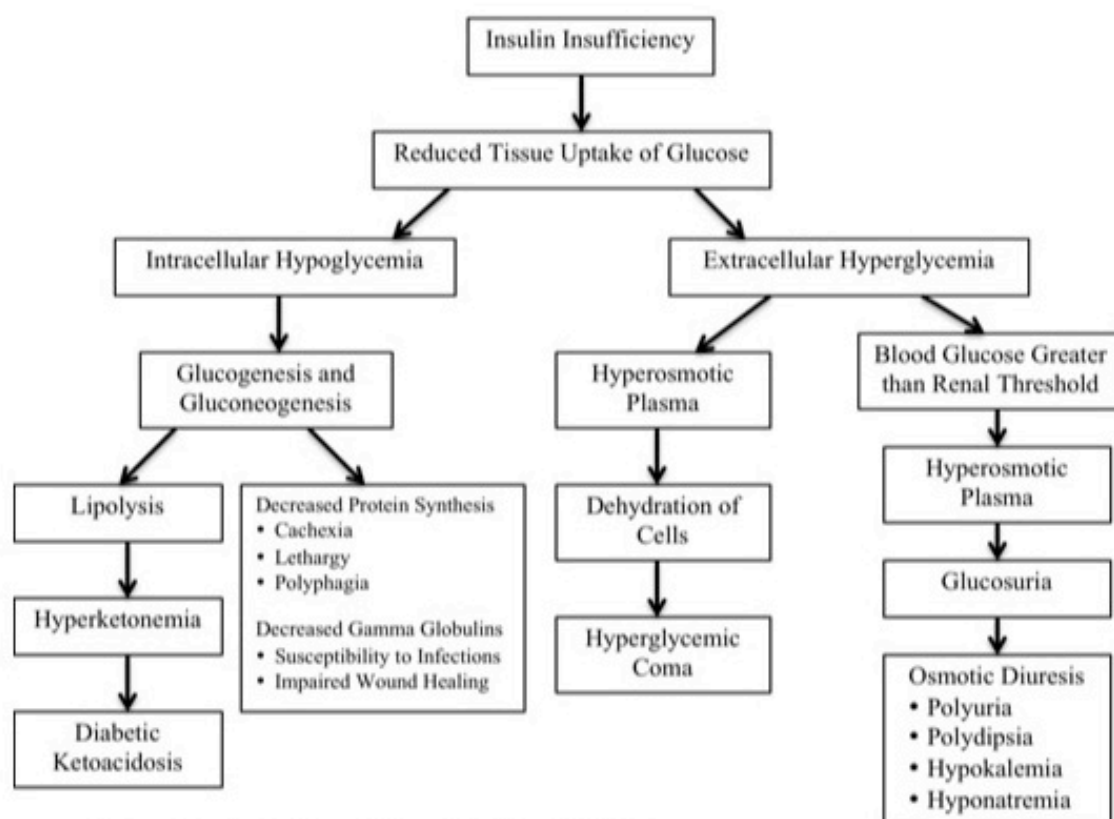 Insulin Insufficiency
Reduced Tissue Uptake of Glucose
Intracellular Hypoglycemia
Extracellular Hyperglycemia
Glucogenesis and
Gluconeogenesis
Hyperosmotic
Plasma
Blood Glucose Greater
than Renal Threshold
Lipolysis
Decreased Protein Synthesis
• Cachexia
• Lethargy
• Polyphagia
Decreased Gamma Globulins
• Susceptibility to Infections
• Impaired Wound Healing
Dehydration of
Cells
Hyperosmotic
Plasma
Hyperketonemia
Hyperglycemic
Coma
Glucosuria
Diabetic
Ketoacidosis
Osmotic Diuresis
• Polyuria
• Polydipsia
• Hypokalemia
• Hyponatremia